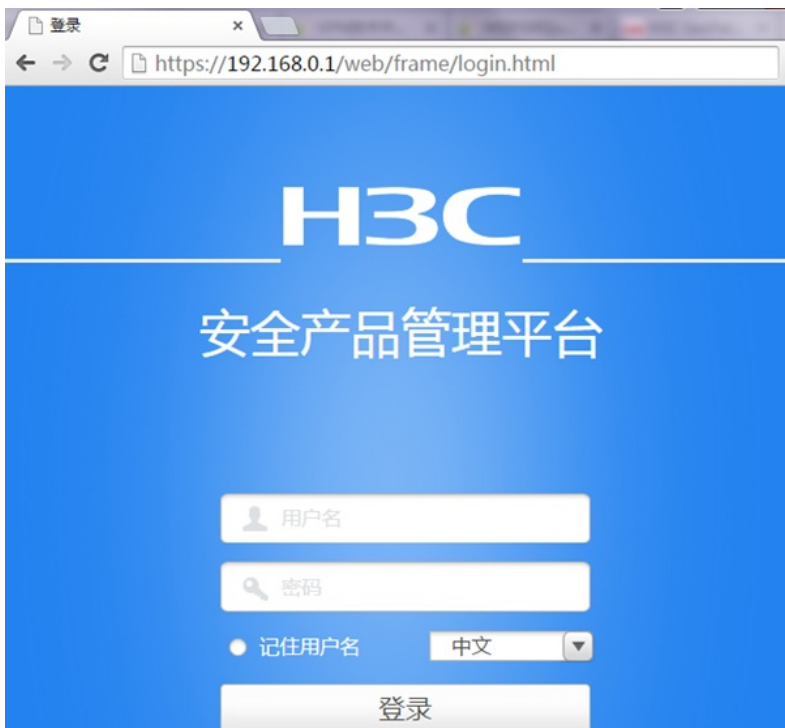 登录
https://192.168.0.1/web/frame/login.html
H3C
安全产品管理平台
用户名
密码
记住用户名 中文
登录